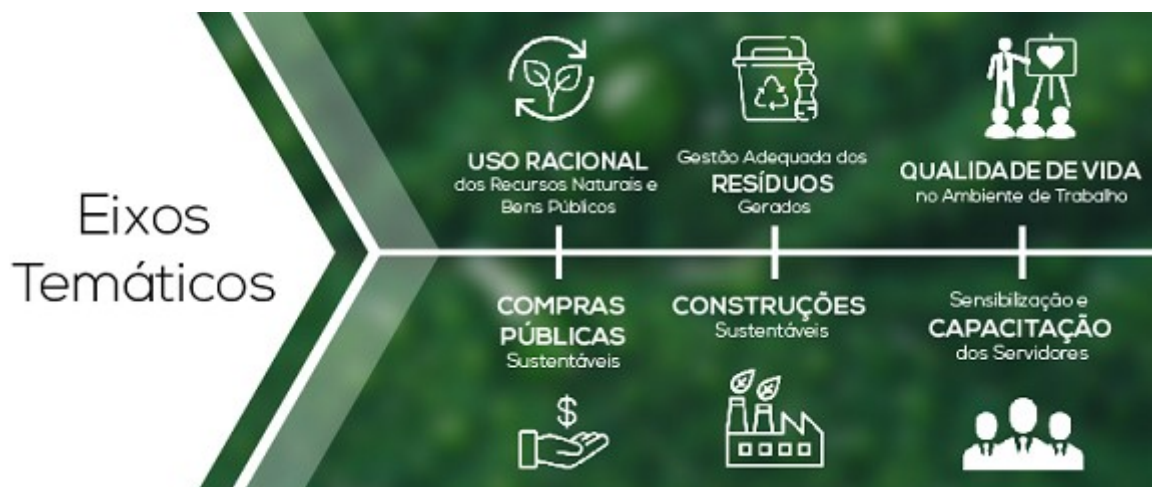 Eixos
Temáticos
USO RACIONAL
dos Recursos Naturais e
Bens Públicos
Gestão Adequada dos
RESÍDUOS
Gerados
QUALIDADE DE VIDA
no Ambiente de Trabalho
COMPRAS
PÚBLICAS
Sustentáveis
$
CONSTRUÇÕES
Sustentáveis
Sensibilização e
CAPACITAÇÃO
dos Servidores